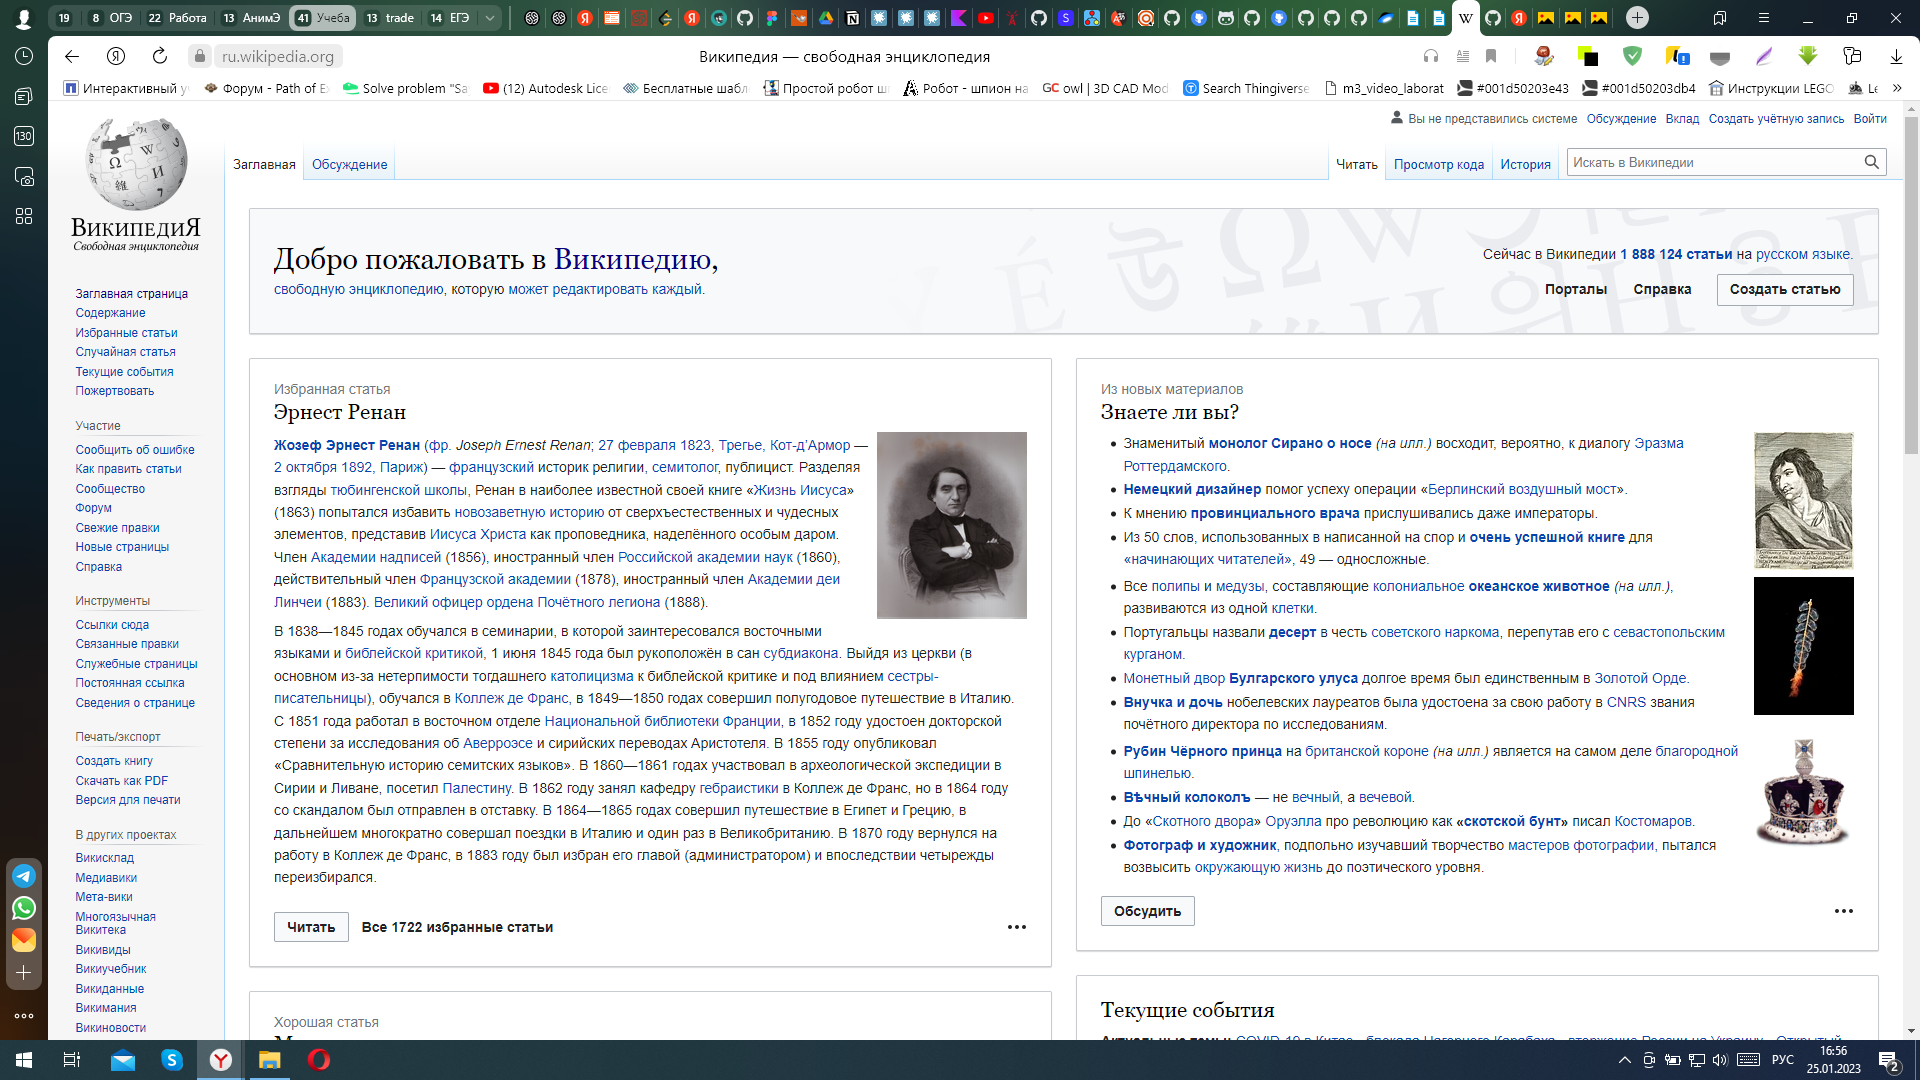 19
8 ОГЭ
22 Работа
13 АнимЭ
41 Учеба
13 trade
14 ЕГЭ
ru.wikipedia.org
Википедия — свободная энциклопедия
Интерактивный у
Форум - Path of Ex
Solve problem "Sa
(12) Autodesk Lice
Бесплатные шабл
Простой робот ш
Робот - шпион на
owl | 3D CAD Mod
Search Thingiverse
m3_video_laborat
#001d50203e43
#001d50203db4
Инструкции LEGO
Le
130
Вы не представились системе Обсуждение Вклад Создать учётную запись Войти
Заглавная Обсуждение
Читать Просмотр кода История
Искать в Википедии
ВикипедиЯ
Свободная энциклопедия
Заглавная страница
Содержание
Избранные статьи
Случайная статья
Текущие события
Пожертвовать
Участие
Сообщить об ошибке
Как править статьи
Сообщество
Форум
Свежие правки
Новые страницы
Справка
Инструменты
Ссылки сюда
Связанные правки
Служебные страницы
Постоянная ссылка
Сведения о странице
Печать/экспорт
Создать книгу
Скачать как PDF
Версия для печати
В других проектах
Викисклад
Медиавики
Мета-вики
Многоязычная
Викитека
Викивиды
Викиучебник
Викиданные
Викимания
Викиновости
Добро пожаловать в Википедию,
свободную энциклопедию, которую может редактировать каждый.
Сейчас в Википедии 1 888 124 статьи на русском языке.
Порталы Справка Создать статью
Избранная статья
Эрнест Ренан
Жозеф Эрнест Ренан (фр. Joseph Ernest Renan; 27 февраля 1823, Трегье, Кот-д’Армор —
2 октября 1892, Париж) — французский историк религии, семитолог, публицист. Разделяя
взгляды тюбингенской школы, Ренан в наиболее известной своей книге «Жизнь Иисуса»
(1863) попытался избавить новозаветную историю от сверхъестественных и чудесных
элементов, представив Иисуса Христа как проповедника, наделённого особым даром.
Член Академии надписей (1856), иностранный член Российской академии наук (1860),
действительный член Французской академии (1878), иностранный член Академии деи
Линчеи (1883). Великий офицер ордена Почётного легиона (1888).
В 1838—1845 годах обучался в семинарии, в которой заинтересовался восточными
языками и библейской критикой, 1 июня 1845 года был рукоположён в сан субдиакона. Выйдя из церкви (в
основном из-за нетерпимости тогдашнего католицизма к библейской критике и под влиянием сестры-
писательницы), обучался в Коллеж де Франс, в 1849—1850 годах совершил полугодовое путешествие в Италию.
С 1851 года работал в восточном отделе Национальной библиотеки Франции, в 1852 году удостоен докторской
степени за исследования об Аверроэсе и сирийских переводах Аристотеля. В 1855 году опубликовал
«Сравнительную историю семитских языков». В 1860—1861 годах участвовал в археологической экспедиции в
Сирии и Ливане, посетил Палестину. В 1862 году занял кафедру гебраистики в Коллеж де Франс, но в 1864 году
со скандалом был отправлен в отставку. В 1864—1865 годах совершил путешествие в Египет и Грецию, в
дальнейшем многократно совершал поездки в Италию и один раз в Великобританию. В 1870 году вернулся на
работу в Коллеж де Франс, в 1883 году был избран его главой (администратором) и впоследствии четырежды
переизбирался.
Читать Все 1722 избранные статьи
Хорошая статья
Из новых материалов
Знаете ли вы?
Знаменитый монолог Сирано о носе (на илл.) восходит, вероятно, к диалогу Эразма
Роттердамского.
Немецкий дизайнер помог успеху операции «Берлинский воздушный мост».
К мнению провинциального врача прислушивались даже императоры.
Из 50 слов, использованных в написанной на спор и очень успешной книге для
«начинающих читателей», 49 — односложные.
Все полипы и медузы, составляющие колониальное океанское животное (на илл.),
развиваются из одной клетки.
Португальцы назвали десерт в честь советского наркома, перепутав его с севастопольским
курганом.
Монетный двор Булгарского улуса долгое время был единственным в Золотой Орде.
Внучка и дочь нобелевских лауреатов была удостоена за свою работу в CNRS звания
почётного директора по исследованиям.
Рубин Чёрного принца на британской короне (на илл.) является на самом деле благородной
шпинелью.
Вѣчный колоколъ — не вечный, а вечевой.
До «Скотного двора» Оруэлла про революцию как «скотской бунт» писал Костомаров.
Фотограф и художник, подпольно изучавший творчество мастеров фотографии, пытался
возвысить окружающую жизнь до поэтического уровня.
Обсудить
Текущие события
Актуальные темы: COVID-19 в Китае · блокада Нагорного Карабаха · вторжение России на Украину · Открытый
РУС
16:56
25.01.2023
2